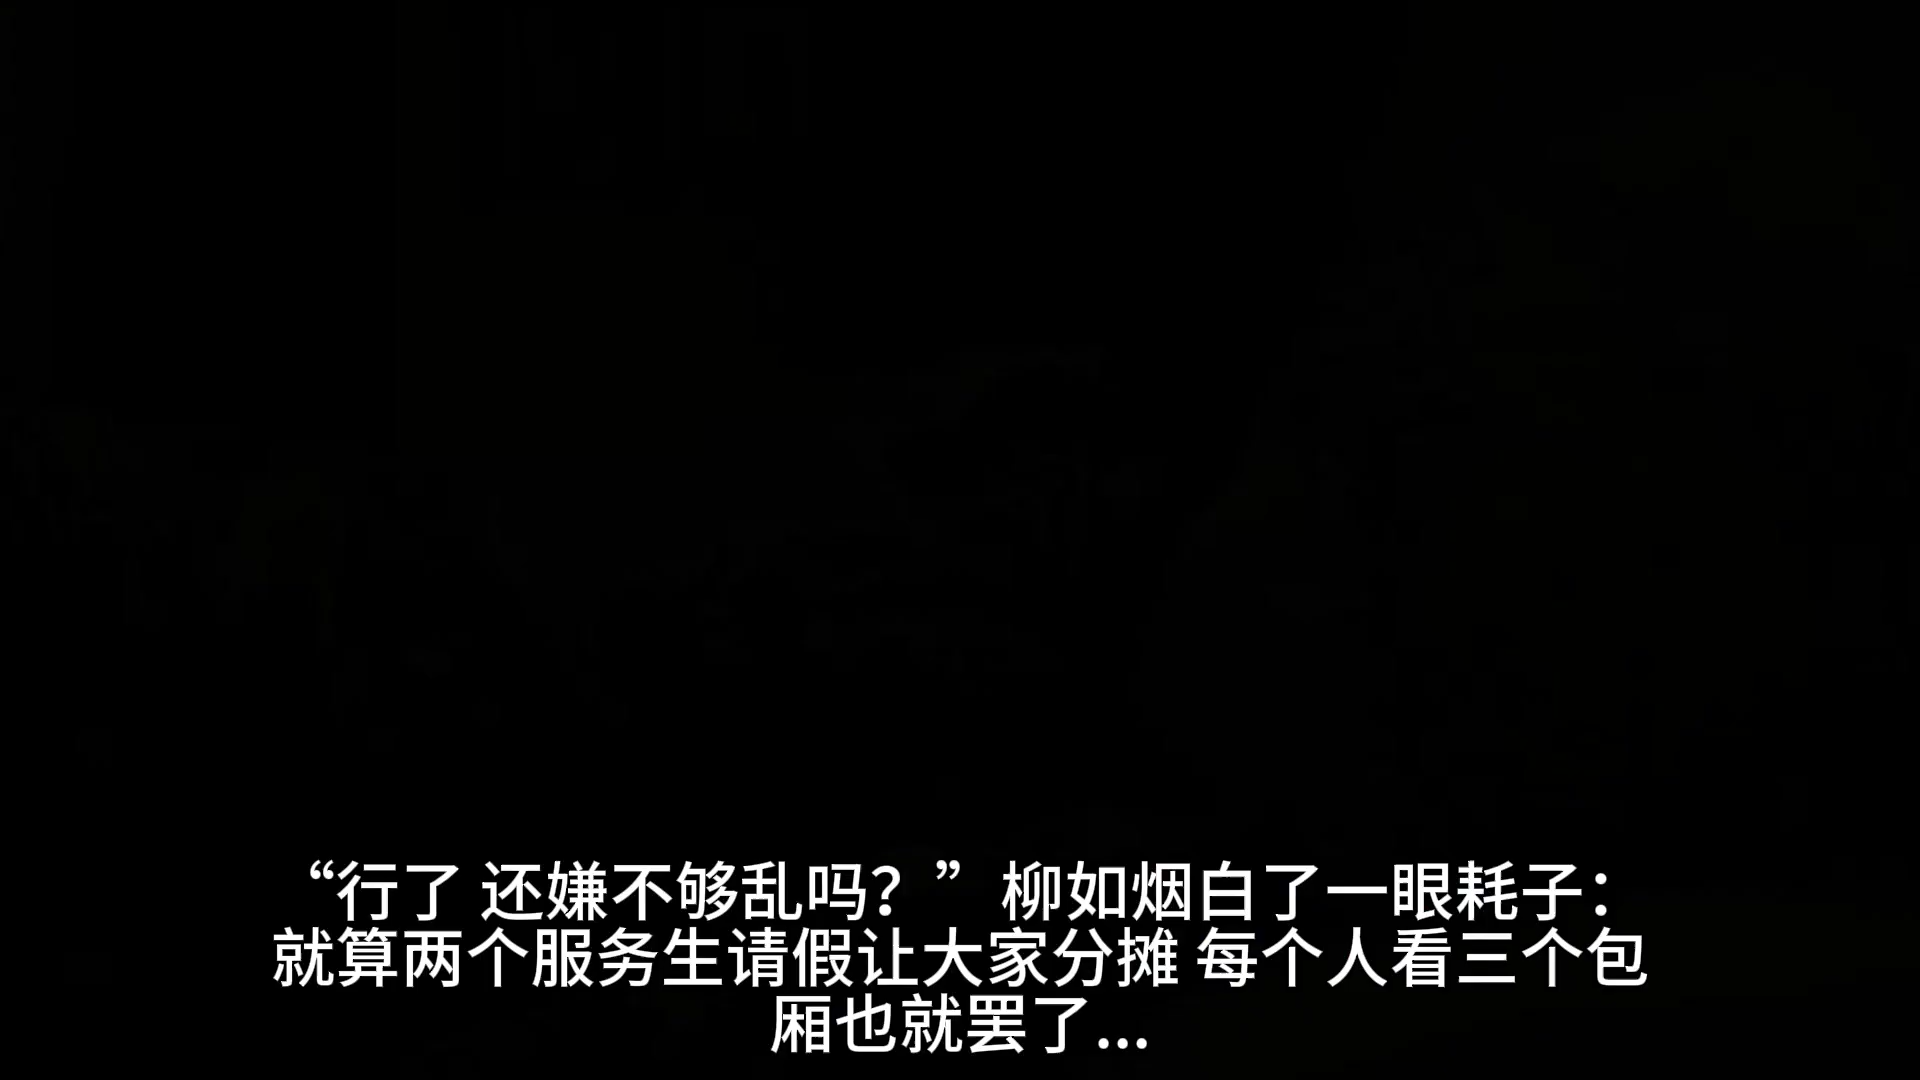 “行了 还嫌不够乱吗？”柳如烟白了一眼耗子：
就算两个服务生请假让大家分摊 每个人看三个包
厢也就罢了...